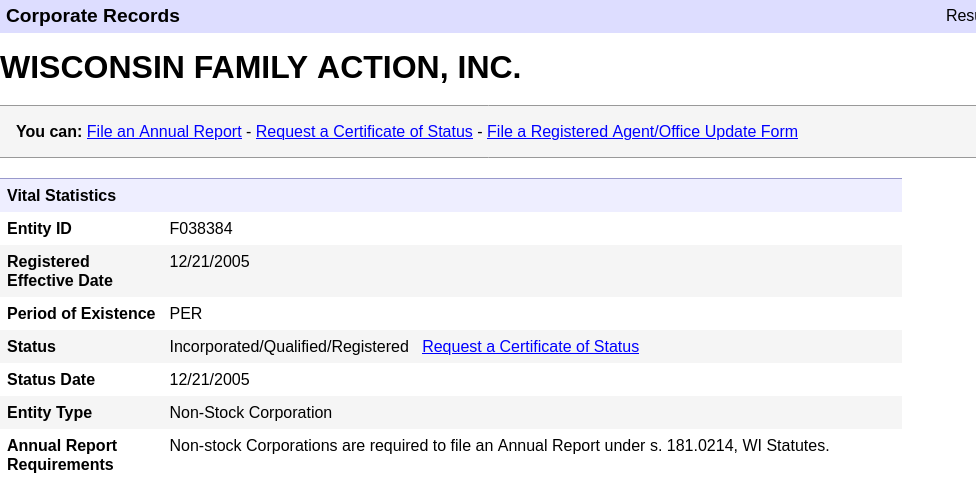 Corporate Records
WISCONSIN FAMILY ACTION, INC.
You can: File an Annual Report - Request a Certificate of Status - File a Registered Agent/Office Update Form
Vital Statistics
Entity ID F038384
Registered 12/21/2005
Effective Date
Period of Existence PER
Status Incorporated/Qualified/Registered Request a Certificate of Status
Status Date 12/21/2005
Entity Type Non-Stock Corporation
Annual Report Non-stock Corporations are required to file an Annual Report under s. 181.0214, WI Statutes.
Requirements